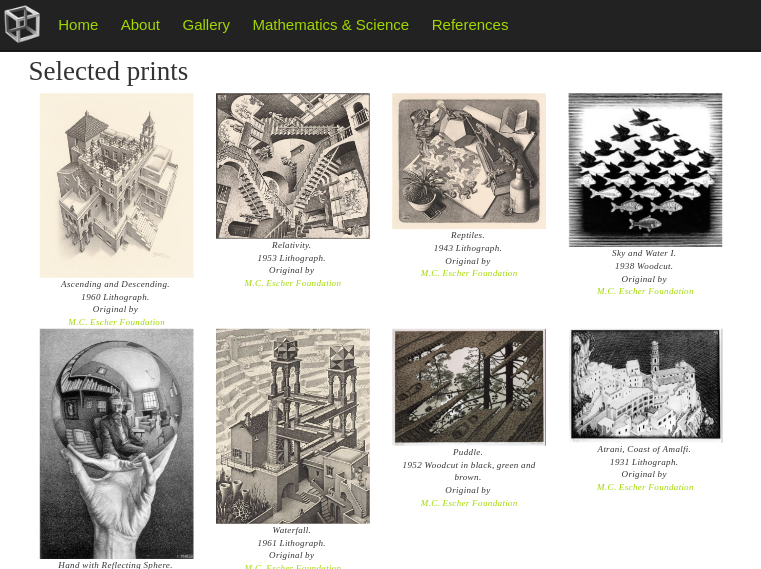 Home About Gallery Mathematics & Science References
Selected prints
Ascending and Descending.
1960 Lithograph.
Original by
M.C. Escher Foundation
Relativity.
1953 Lithograph.
Original by
M.C. Escher Foundation
Reptiles.
1943 Lithograph.
Original by
M.C. Escher Foundation
Sky and Water I.
1938 Woodcut.
Original by
M.C. Escher Foundation
Hand with Reflecting Sphere.
Waterfall.
1961 Lithograph.
Original by
M.C. Escher Foundation
Puddle.
1952 Woodcut in black, green and
brown.
Original by
M.C. Escher Foundation
Atrani, Coast of Amalfi.
1931 Lithograph.
Original by
M.C. Escher Foundation